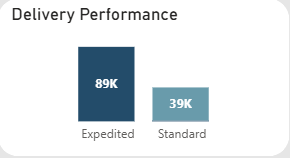 Delivery Performance
89K
39K
Expedited Standard